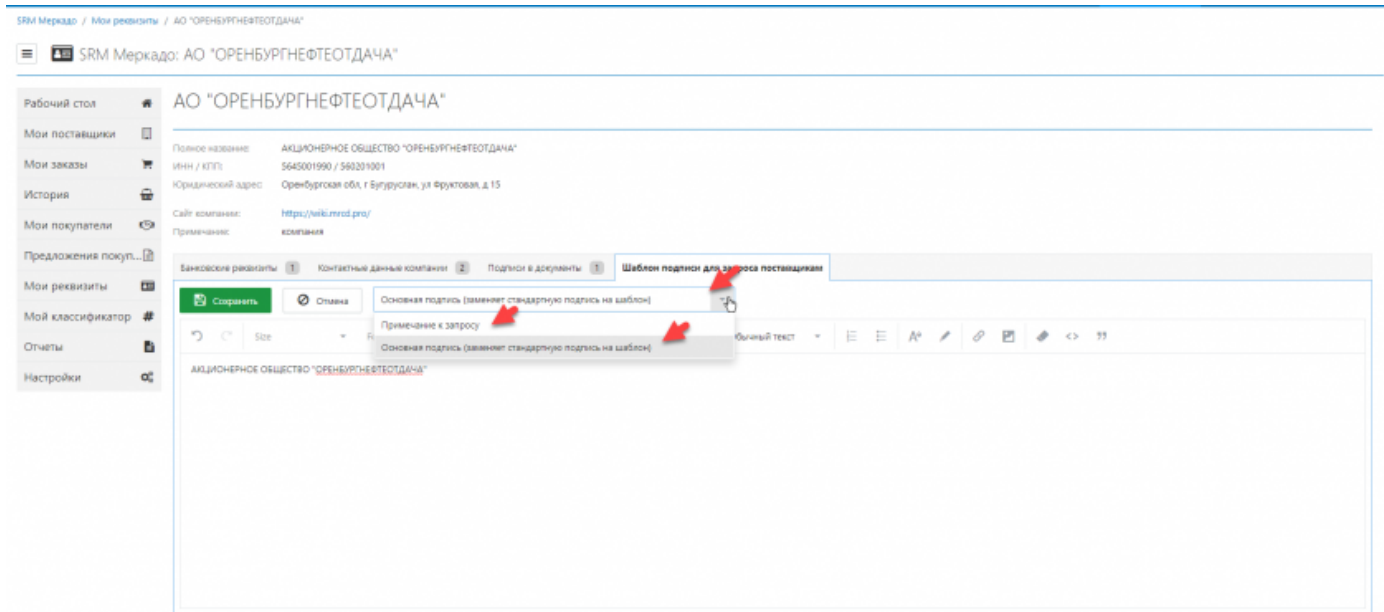 SRM Меркадо / Мои реквизиты / АО "ОРЕНБУРГНЕФТЕОТДАЧА"
SRM Меркадо: АО "ОРЕНБУРГНЕФТЕОТДАЧА"
Рабочий стол
Мои поставщики
Мои заказы
История
Мои покупатели
Предложения покуп...
Мои реквизиты
Мой классификатор
Отчеты
Настройки
АО "ОРЕНБУРГНЕФТЕОТДАЧА"
Полное название: АКЦИОНЕРНОЕ ОБЩЕСТВО "ОРЕНБУРГНЕФТЕОТДАЧА"
ИНН / КПП: 5645001990 / 560201001
Юридический адрес: Оренбургская обл, г Бугуруслан, ул Фруктовая, д 15
Сайт компании: https://wiki.mrcd.pro/
Примечание: компания
Банковские реквизиты 1 Контактные данные компании 2 Подписи в документы 1 Шаблон подписи для запроса поставщикам
Сохранить Отмена Основная подпись (заменяет стандартную подпись на шаблон)
Примечание к запросу
Основная подпись (заменяет стандартную подпись на шаблон)
Size бычный текст
АКЦИОНЕРНОЕ ОБЩЕСТВО "ОРЕНБУРГНЕФТЕОТДАЧА"